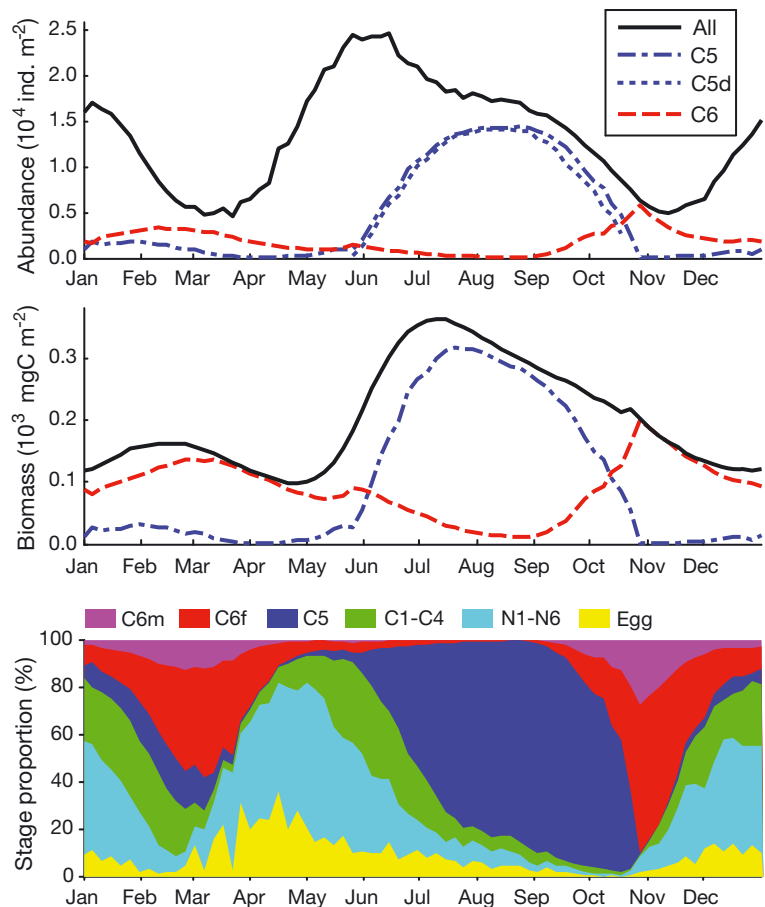 Abundance (10⁴ ind. m⁻²)
2.5
2.0
1.5
1.0
0.5
0.0
All
C5
C5d
C6
Jan Feb Mar Apr May Jun Jul Aug Sep Oct Nov Dec
Biomass (10³ mgC m⁻²)
0.3
0.2
0.1
0.0
Jan Feb Mar Apr May Jun Jul Aug Sep Oct Nov Dec
C6m C6f C5 C1–C4 N1–N6 Egg
Stage proportion (%)
100
80
60
40
20
0
Jan Feb Mar Apr May Jun Jul Aug Sep Oct Nov Dec